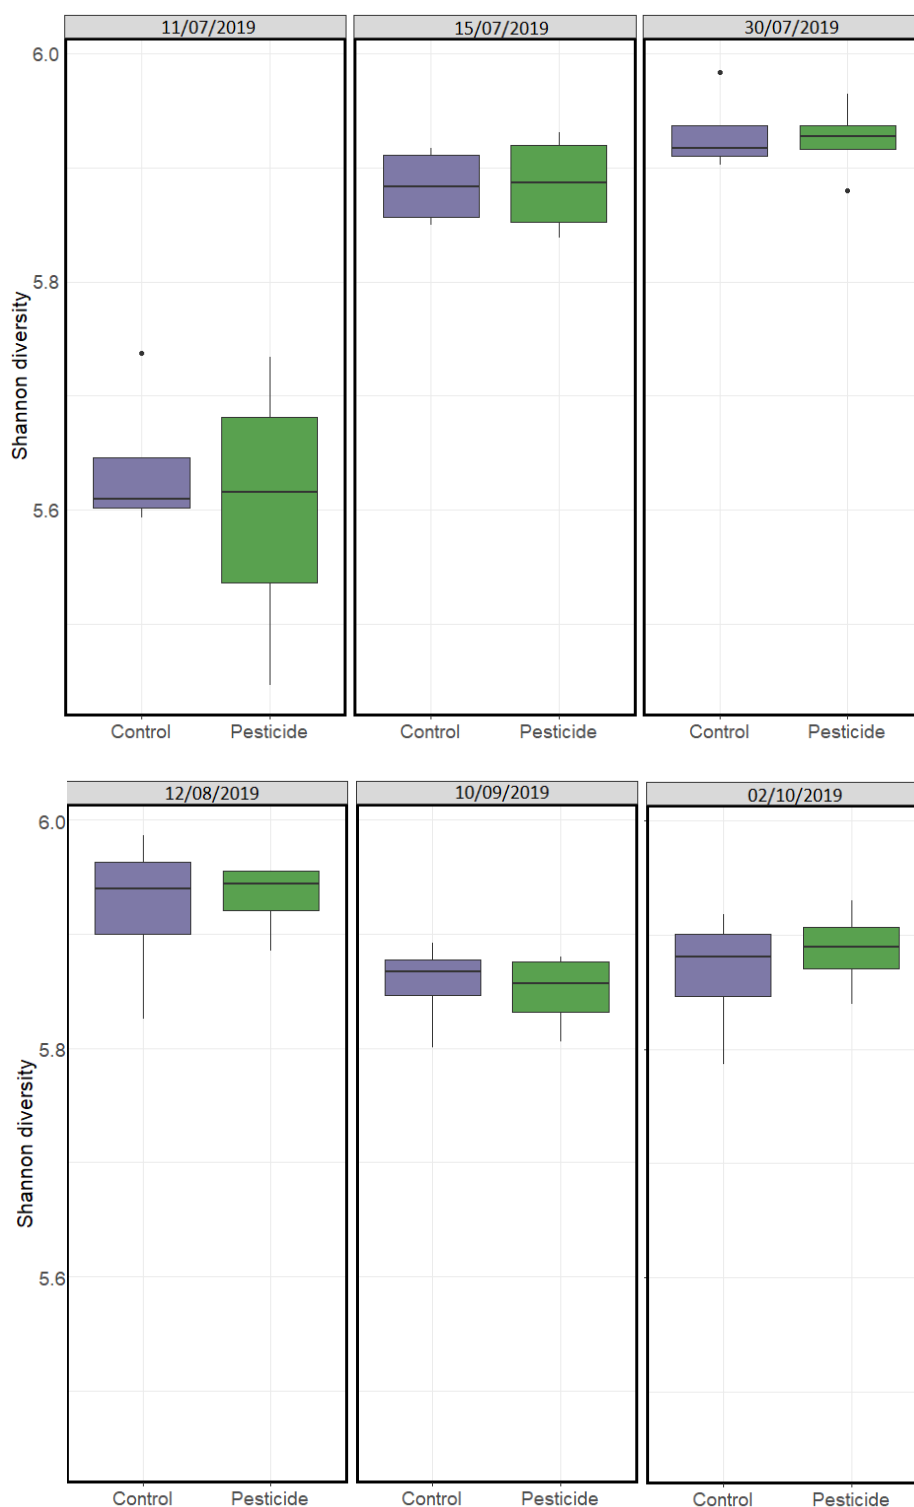 11/07/2019 15/07/2019 30/07/2019
6.0
5.8
5.6
Shannon diversity
Control Pesticide Control Pesticide Control Pesticide
12/08/2019 10/09/2019 02/10/2019
6.0
5.8
5.6
Shannon diversity
Control Pesticide Control Pesticide Control Pesticide